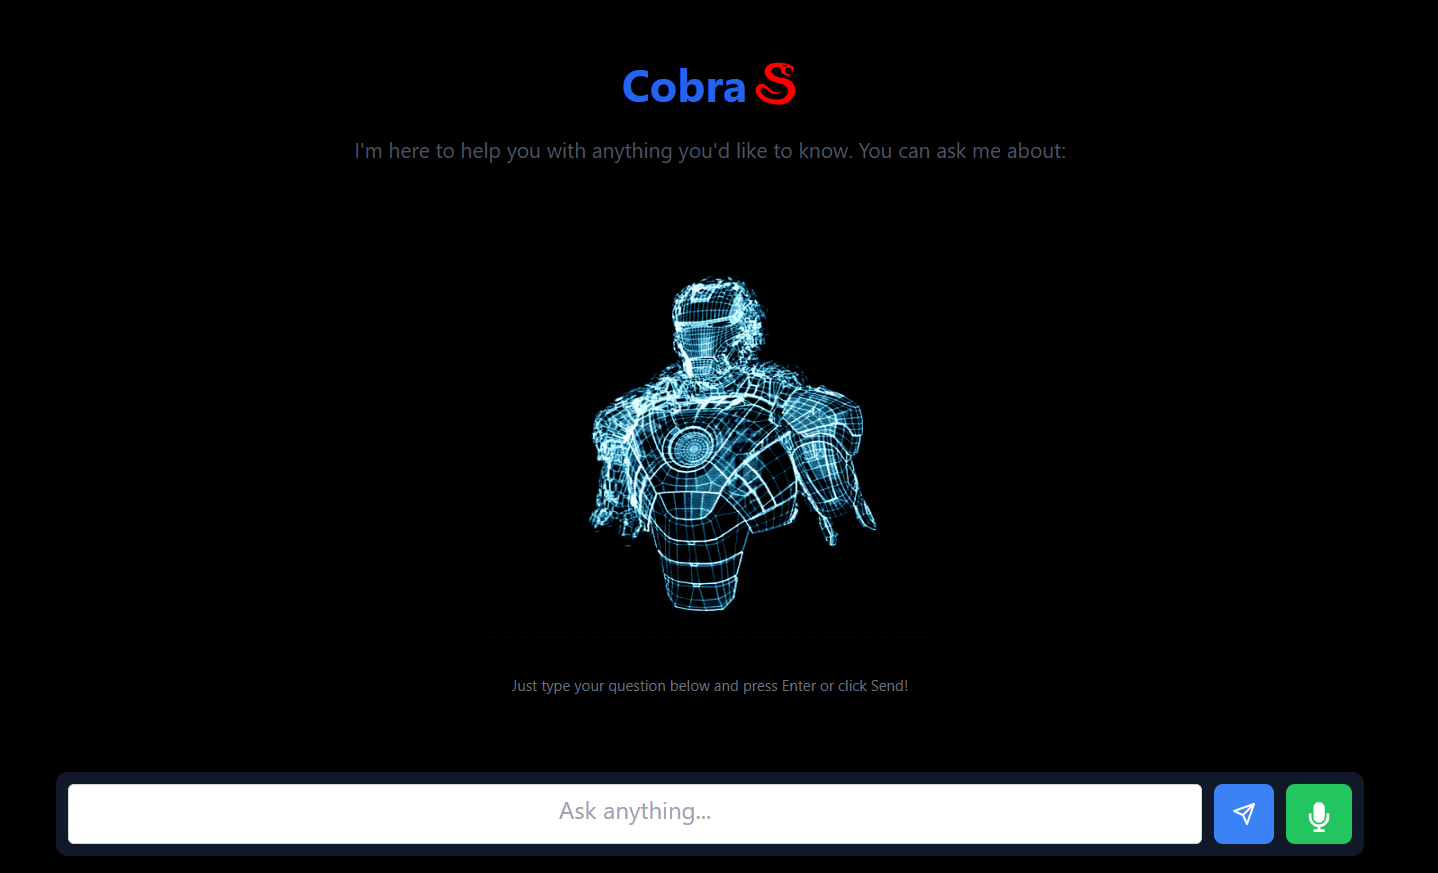 Cobra
I'm here to help you with anything you'd like to know. You can ask me about:
Just type your question below and press Enter or click Send!
Ask anything...